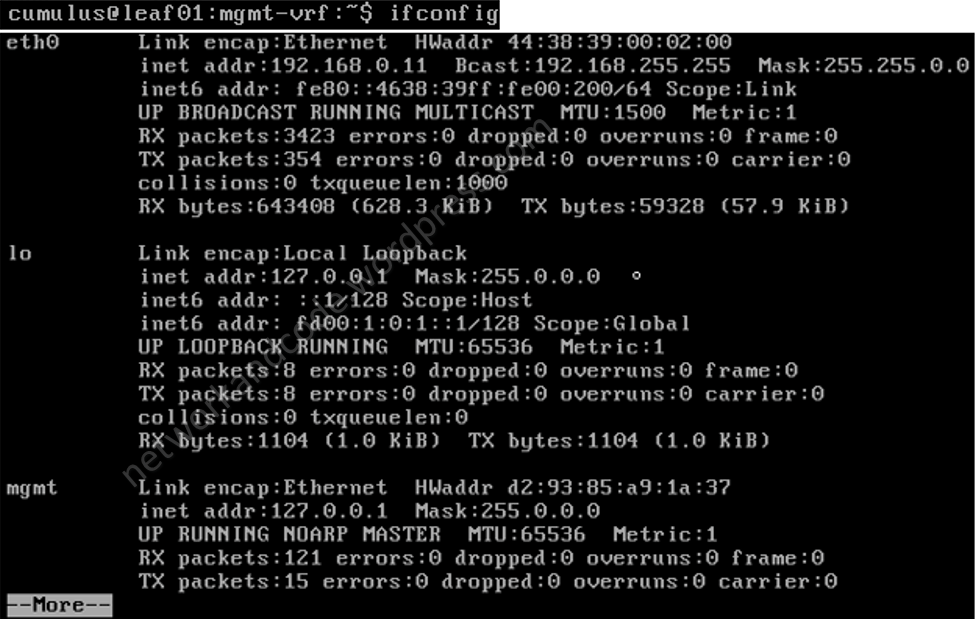 cumulus@leaf01:mgmt-vrf:~$ ifconfig
eth0 Link encap:Ethernet HWaddr 44:38:39:00:02:00
inet addr:192.168.0.11 Bcast:192.168.255.255 Mask:255.255.0.0
inet6 addr: fe80::4638:39ff:fe00:200/64 Scope:Link
UP BROADCAST RUNNING MULTICAST MTU:1500 Metric:1
RX packets:3423 errors:0 dropped:0 overruns:0 frame:0
TX packets:354 errors:0 dropped:0 overruns:0 carrier:0
collisions:0 txqueuelen:1000
RX bytes:643408 (628.3 KiB) TX bytes:59328 (57.9 KiB)
lo Link encap:Local Loopback
inet addr:127.0.0.1 Mask:255.0.0.0
inet6 addr: ::1/128 Scope:Host
inet6 addr: fd00:1:0:1::1/128 Scope:Global
UP LOOPBACK RUNNING MTU:65536 Metric:1
RX packets:8 errors:0 dropped:0 overruns:0 frame:0
TX packets:8 errors:0 dropped:0 overruns:0 carrier:0
collisions:0 txqueuelen:0
RX bytes:1104 (1.0 KiB) TX bytes:1104 (1.0 KiB)
mgmt Link encap:Ethernet HWaddr d2:93:85:a9:1a:37
inet addr:127.0.0.1 Mask:255.0.0.0
UP RUNNING NOARP MASTER MTU:65536 Metric:1
RX packets:121 errors:0 dropped:0 overruns:0 frame:0
TX packets:15 errors:0 dropped:0 overruns:0 carrier:0
--More--
networkandcode.wordpress.com